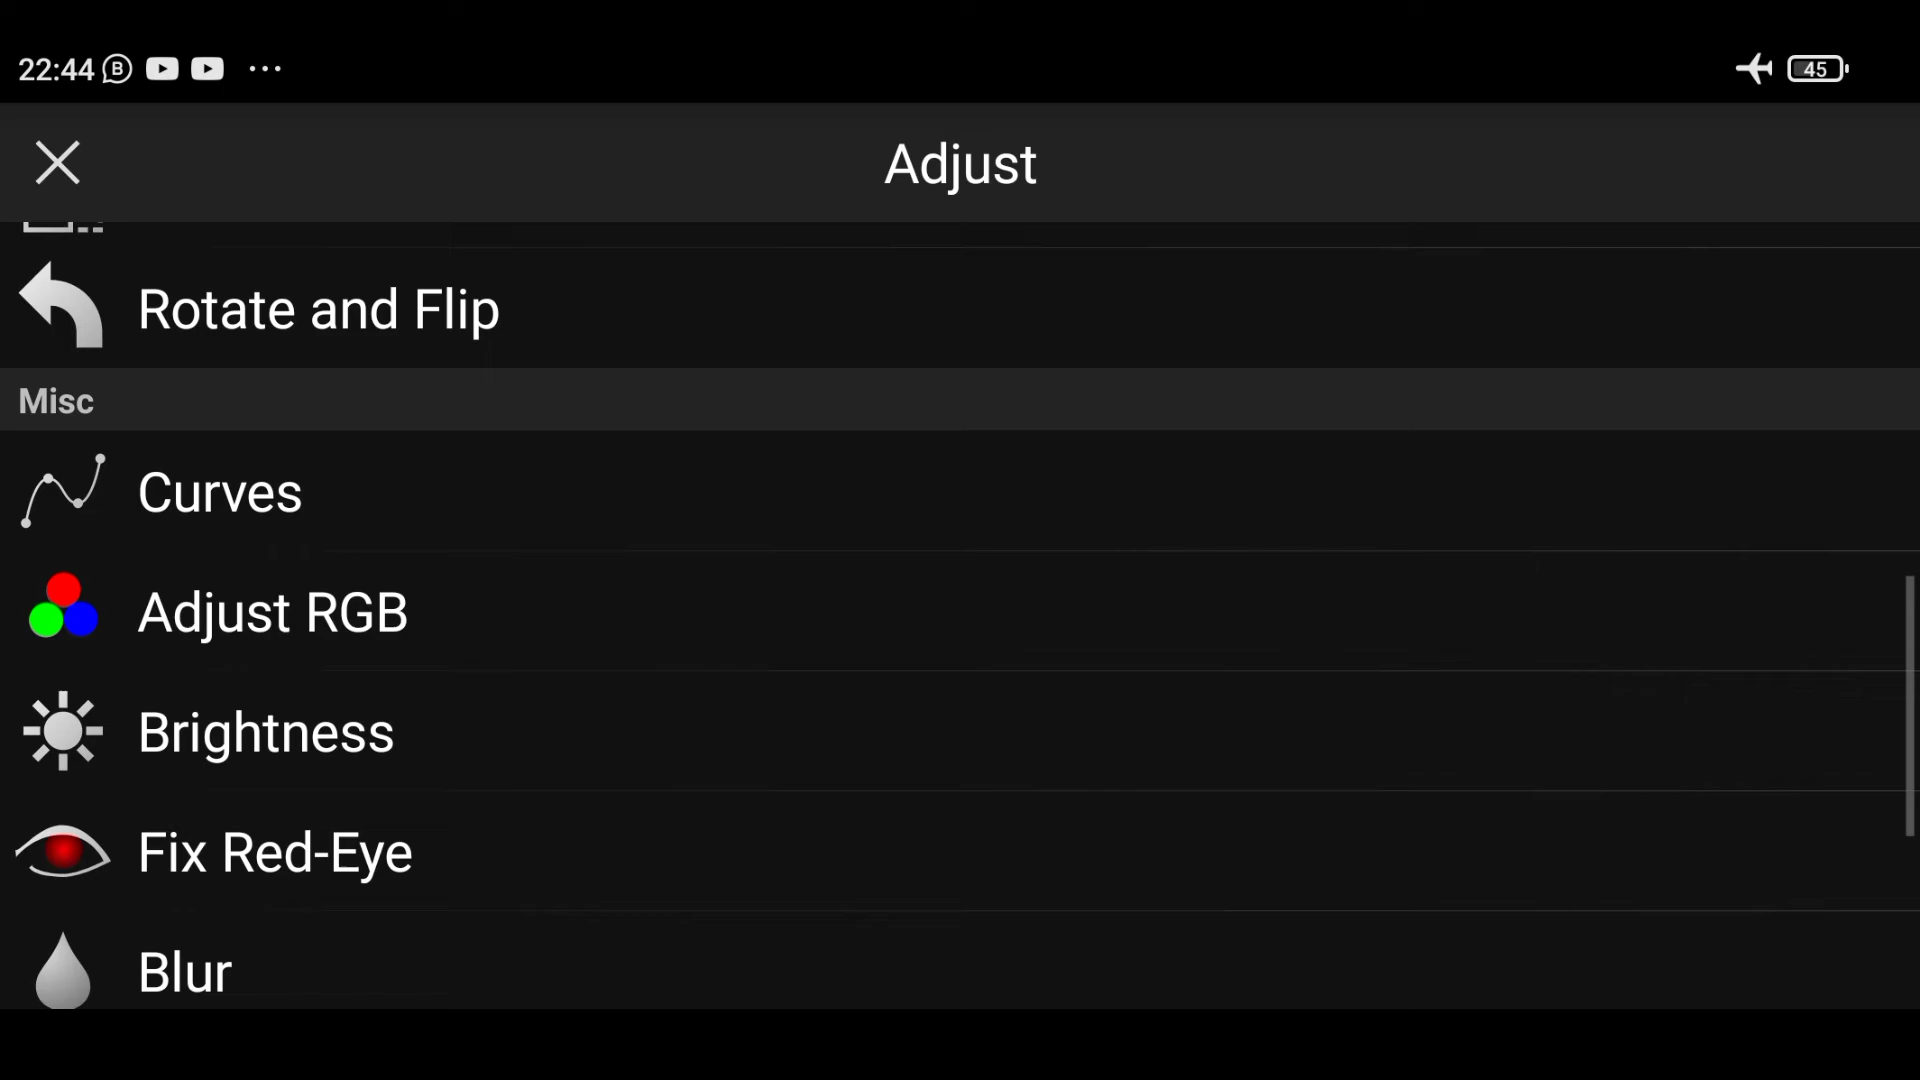 22:44
45
Adjust
Rotate and Flip
Misc
Curves
Adjust RGB
Brightness
Fix Red-Eye
Blur